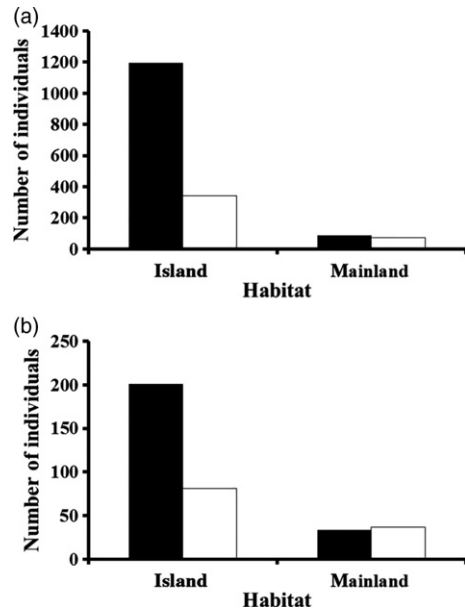 (a)
Number of individuals
1400
1200
1000
800
600
400
200
0
Island Mainland
Habitat
(b)
Number of individuals
250
200
150
100
50
0
Island Mainland
Habitat